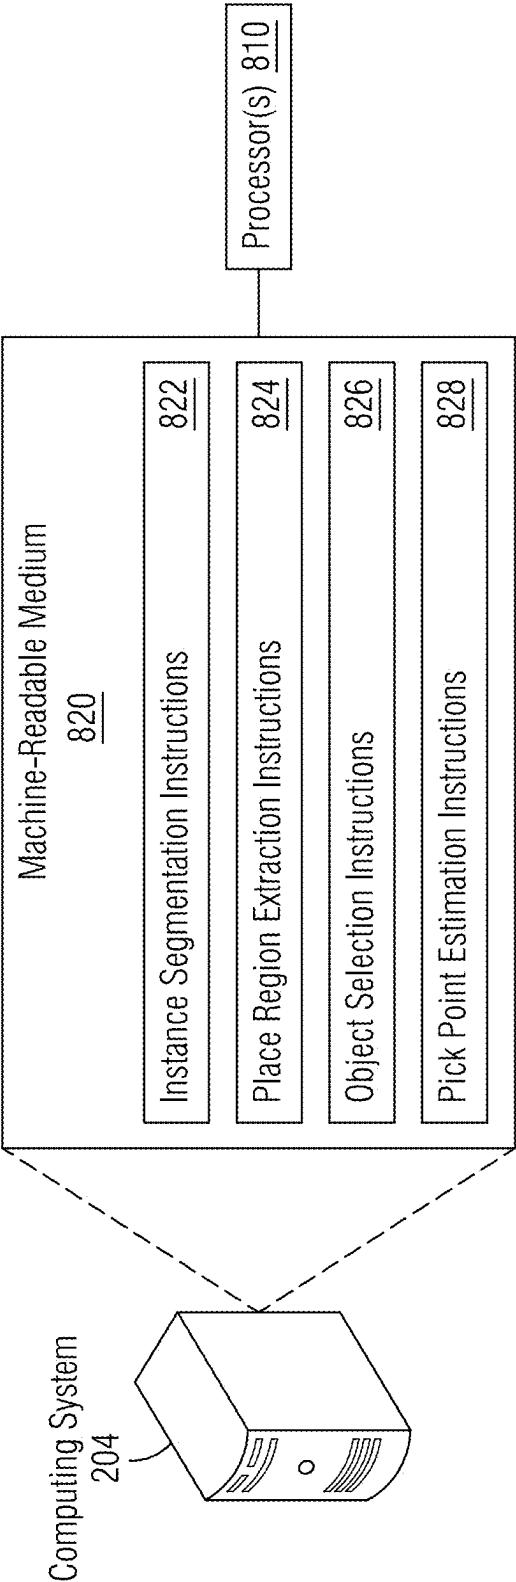 Computing System
204
Machine-Readable Medium
820
Instance Segmentation Instructions 822
Place Region Extraction Instructions 824
Object Selection Instructions 826
Pick Point Estimation Instructions 828
Processor(s) 810